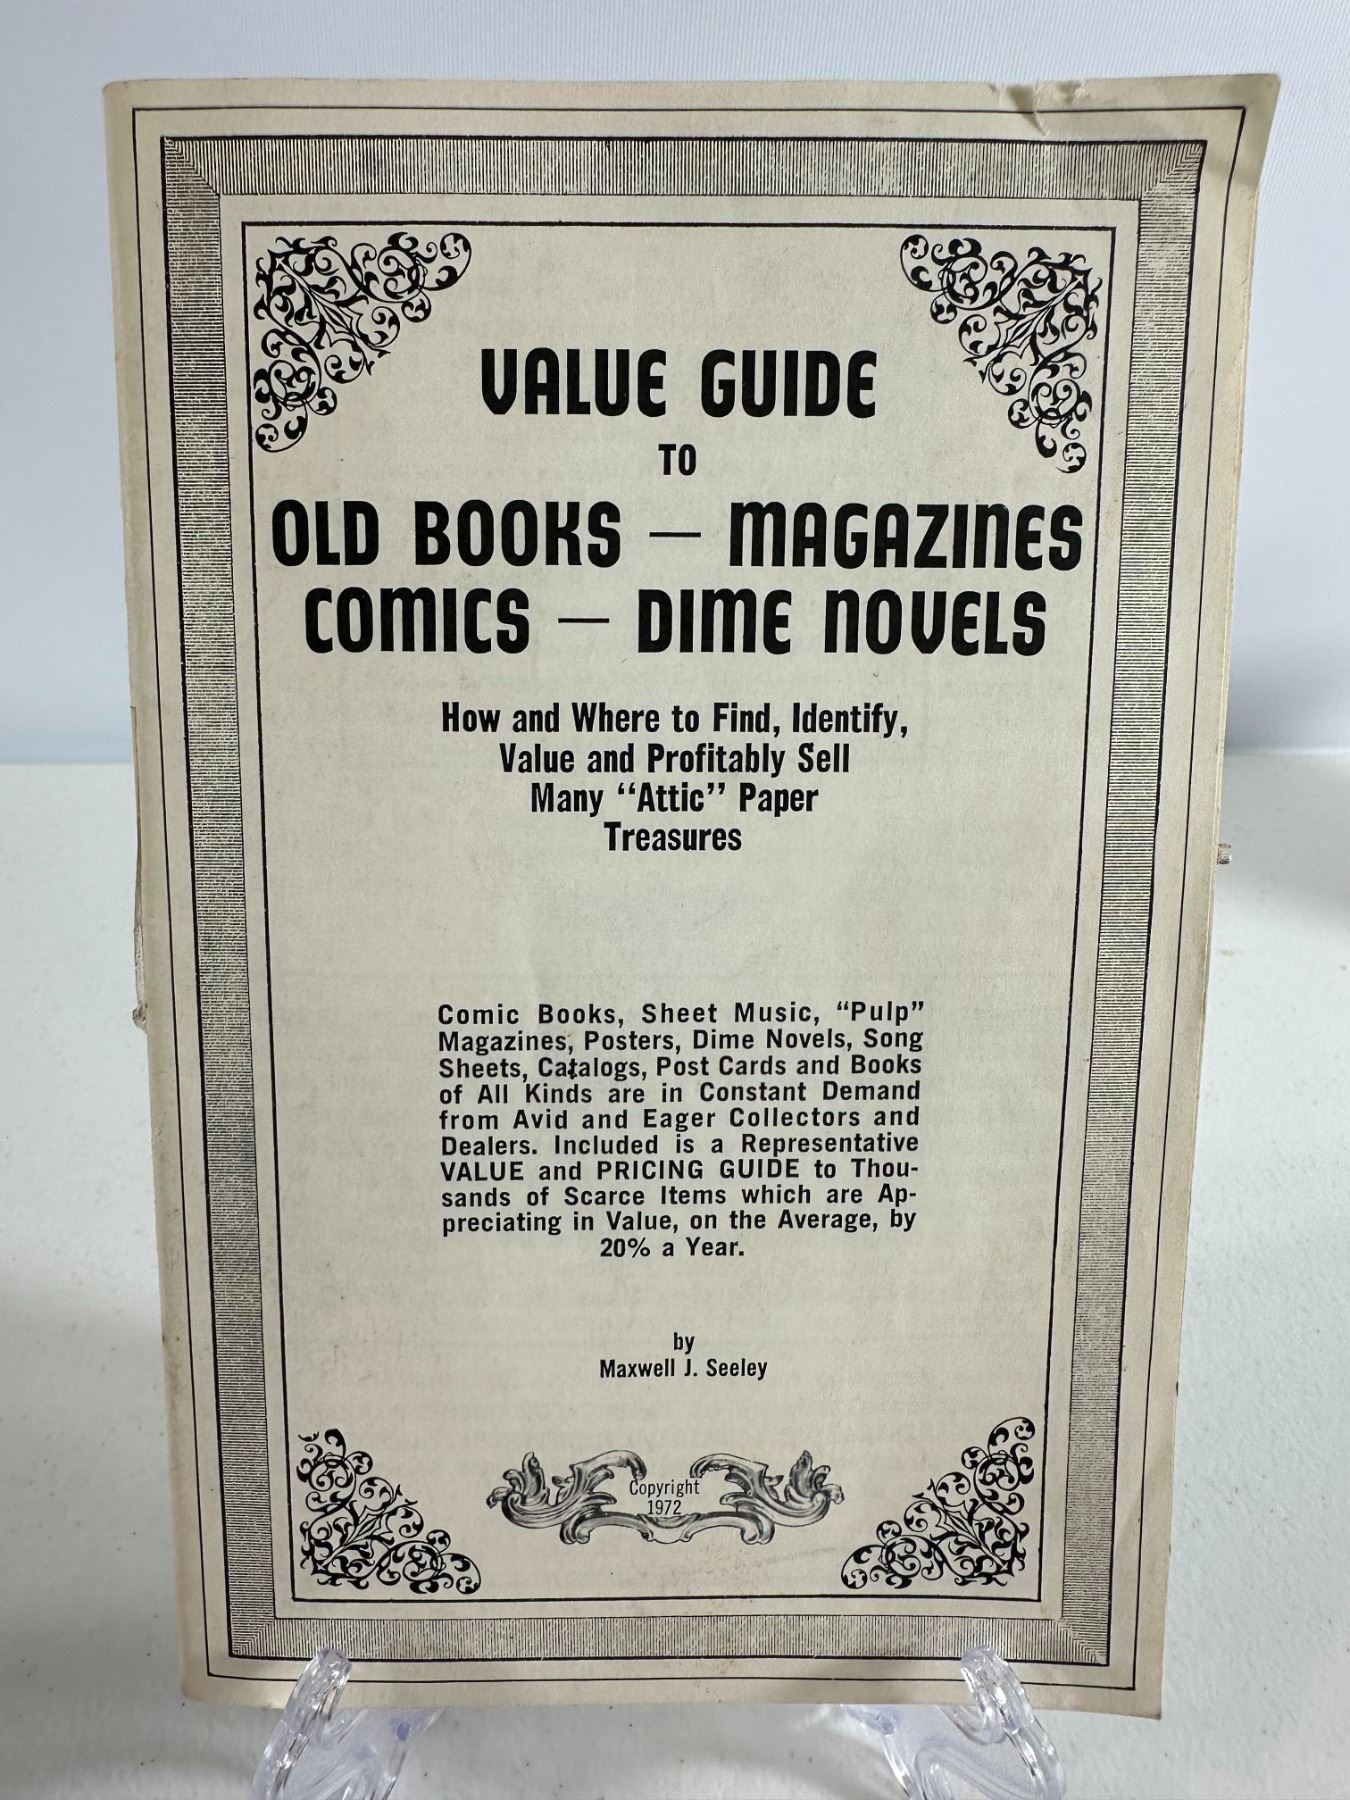 VALUE GUIDE
TO
OLD BOOKS — MAGAZINES
COMICS — DIME NOVELS
How and Where to Find, Identify,
Value and Profitably Sell
Many “Attic” Paper
Treasures
Comic Books, Sheet Music, “Pulp”
Magazines, Posters, Dime Novels, Song
Sheets, Catalogs, Post Cards and Books
of All Kinds are in Constant Demand
from Avid and Eager Collectors and
Dealers. Included is a Representative
VALUE and PRICING GUIDE to Thou-
sands of Scarce Items which are Ap-
preciating in Value, on the Average, by
20% a Year.
by
Maxwell J. Seeley
Copyright
1972